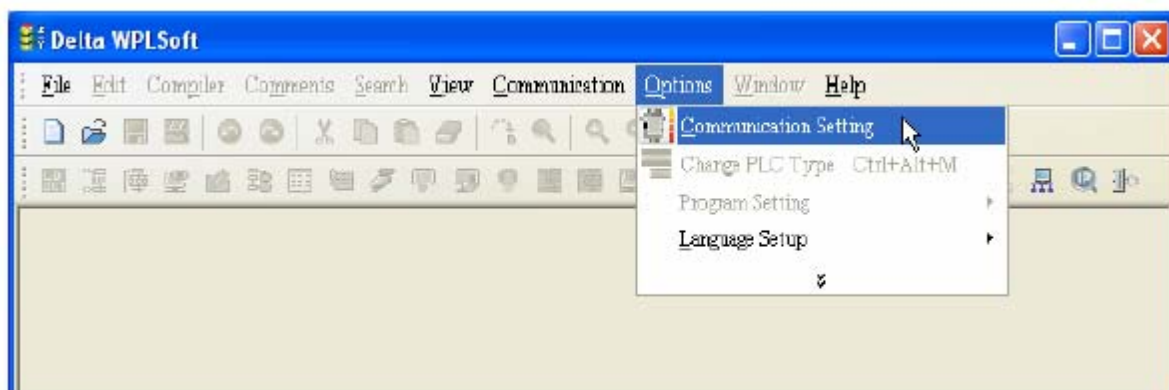 Delta WPLSoft
File Edit Compiler Comments Search View Communication Options Window Help
Communication Setting
Change PLC Type Ctrl+Alt+M
Program Setting
Language Setup